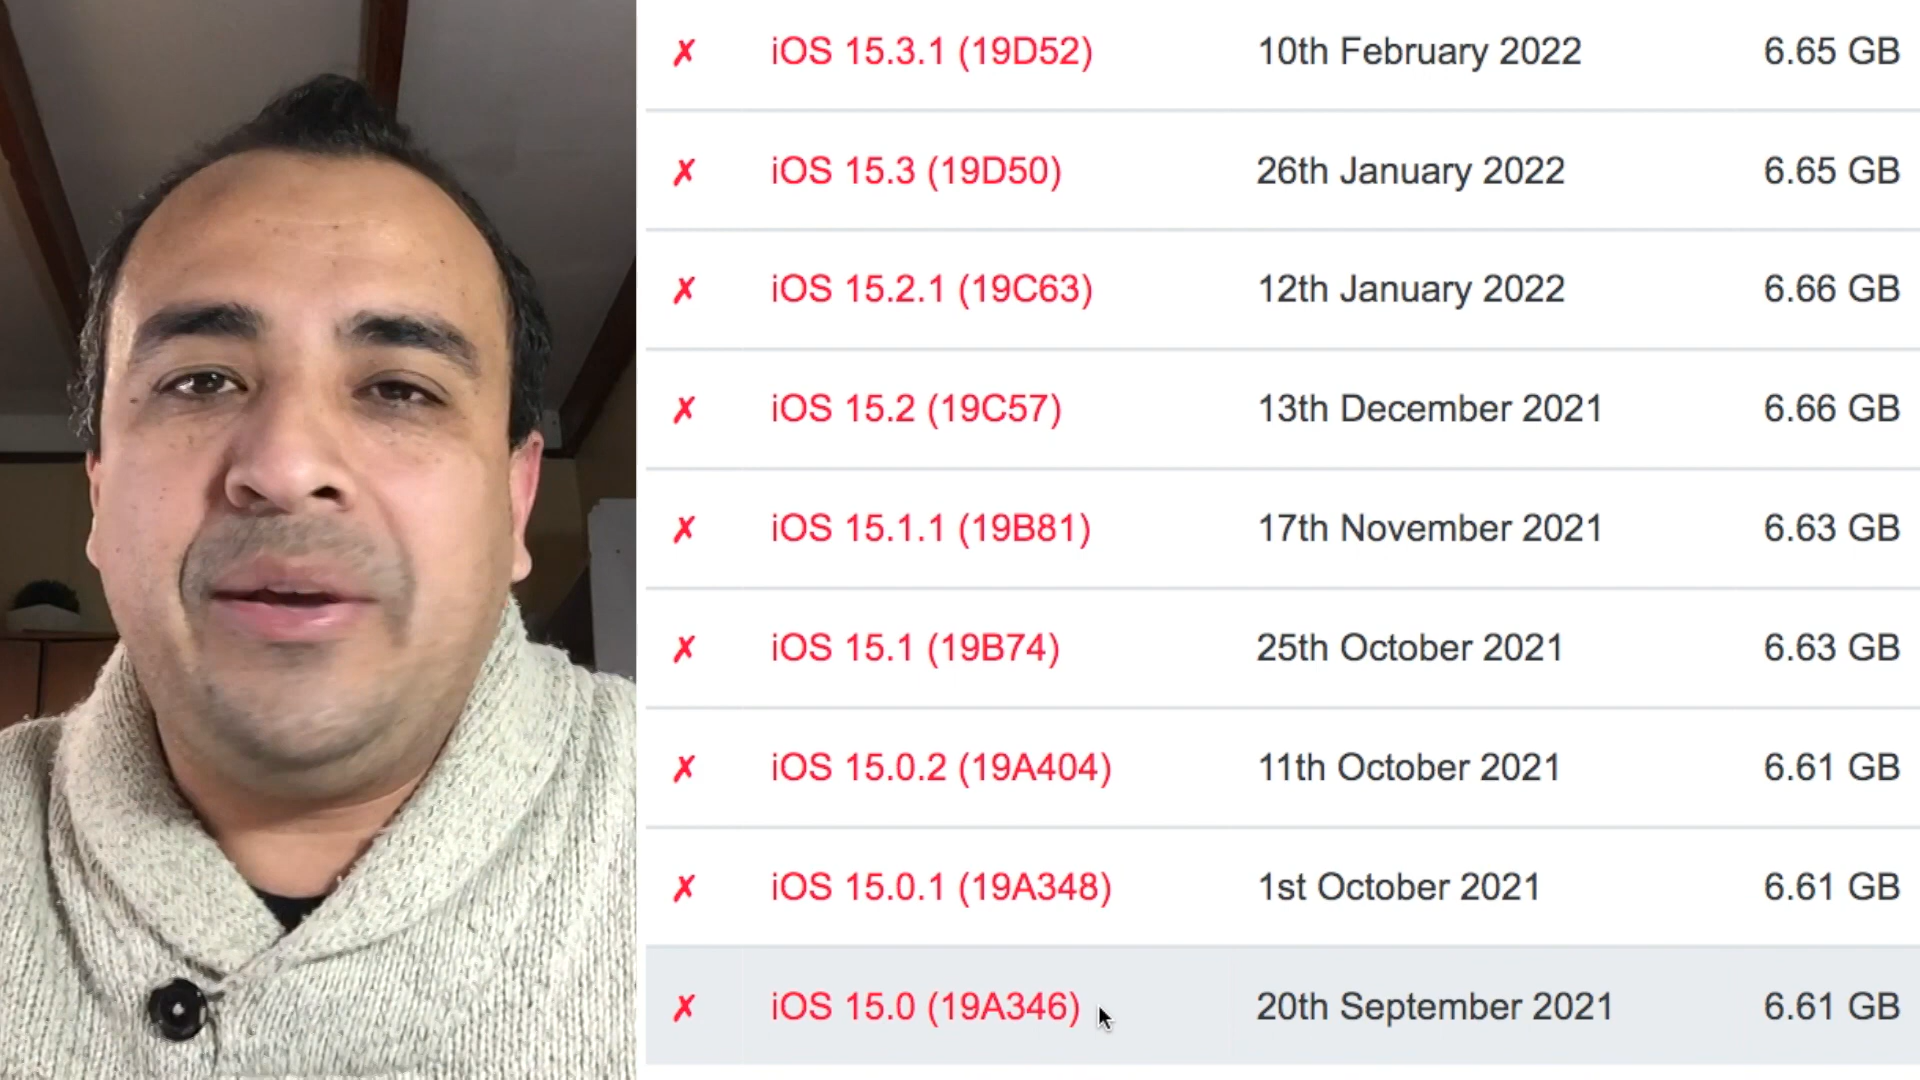 ✗ iOS 15.3.1 (19D52) 10th February 2022 6.65 GB
✗ iOS 15.3 (19D50) 26th January 2022 6.65 GB
✗ iOS 15.2.1 (19C63) 12th January 2022 6.66 GB
✗ iOS 15.2 (19C57) 13th December 2021 6.66 GB
✗ iOS 15.1.1 (19B81) 17th November 2021 6.63 GB
✗ iOS 15.1 (19B74) 25th October 2021 6.63 GB
✗ iOS 15.0.2 (19A404) 11th October 2021 6.61 GB
✗ iOS 15.0.1 (19A348) 1st October 2021 6.61 GB
✗ iOS 15.0 (19A346) 20th September 2021 6.61 GB